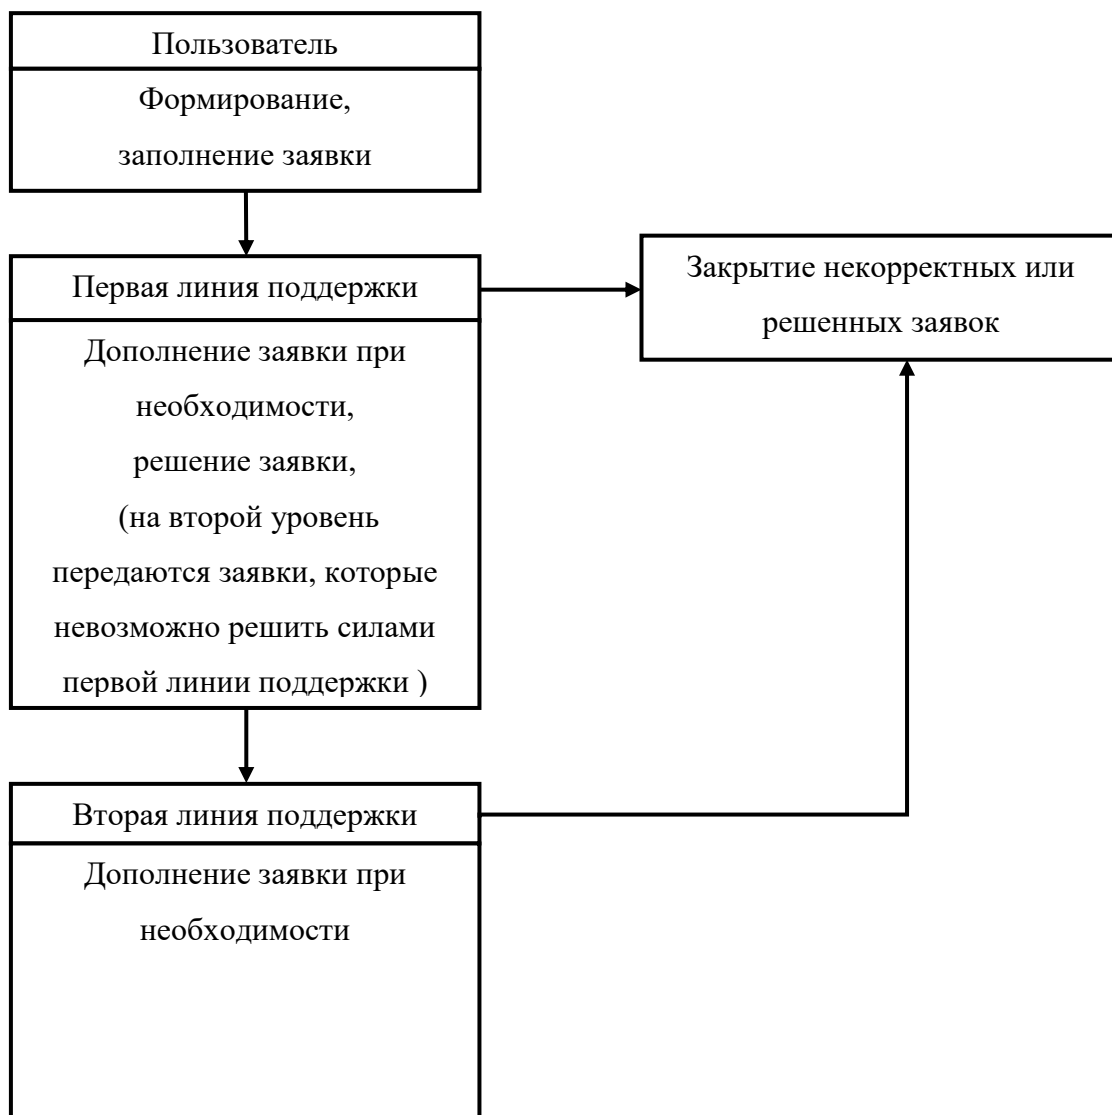 Пользователь
Формирование,
заполнение заявки
Первая линия поддержки
Дополнение заявки при
необходимости,
решение заявки,
(на второй уровень
передаются заявки, которые
невозможно решить силами
первой линии поддержки )
Закрытие некорректных или
решенных заявок
Вторая линия поддержки
Дополнение заявки при
необходимости